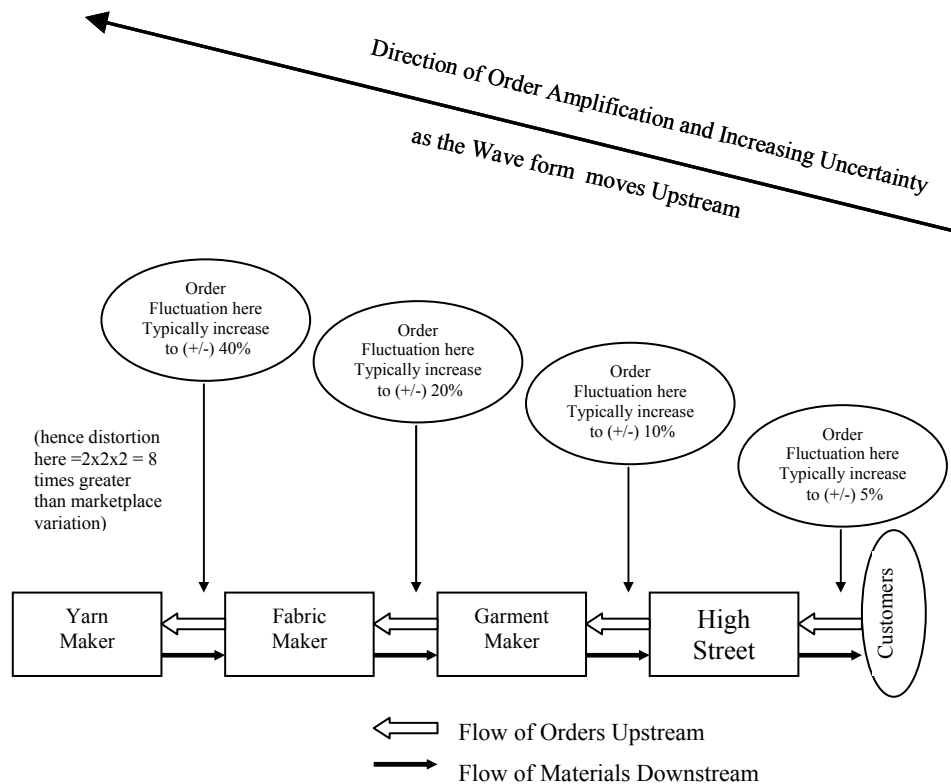 Direction of Order Amplification and Increasing Uncertainty
as the Wave form moves Upstream
Order
Fluctuation here
Typically increase
to (+/-) 40%
Order
Fluctuation here
Typically increase
to (+/-) 20%
Order
Fluctuation here
Typically increase
to (+/-) 10%
Order
Fluctuation here
Typically increase
to (+/-) 5%
(hence distortion
here =2x2x2 = 8
times greater
than marketplace
variation)
Yarn
Maker
Fabric
Maker
Garment
Maker
High
Street
Customers
Flow of Orders Upstream
Flow of Materials Downstream